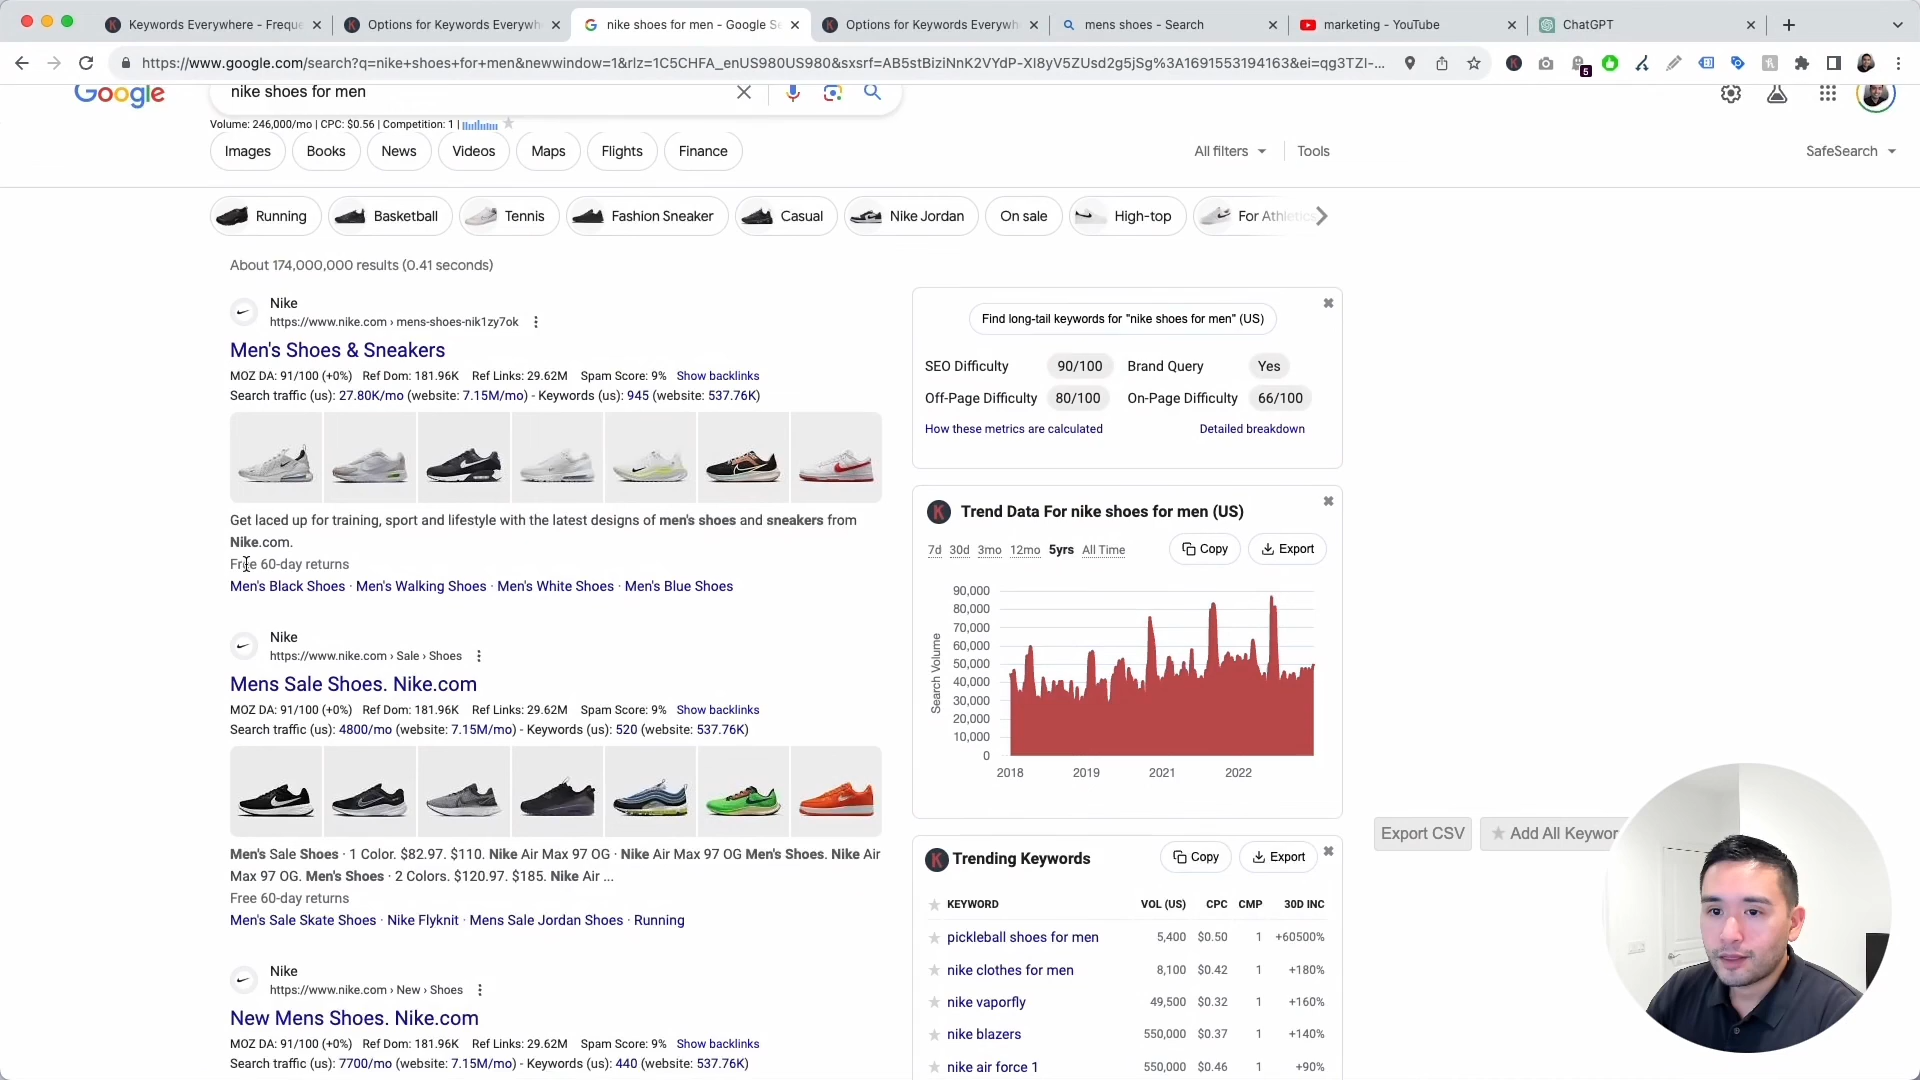 Keywords Everywhere - Freque
Options for Keywords Everywh
nike shoes for men - Google Se
Options for Keywords Everywh
mens shoes - Search
marketing - YouTube
ChatGPT
https://www.google.com/search?q=nike+shoes+for+men&newwindow=1&rlz=1C5CHFA_enUS980US980&sxsrf=AB5stBiziNnK2VYdP-XI8yV5ZUsd2g5jSg%3A1691553194163&ei=qg3TZI-...
5
Google
nike shoes for men
Volume: 246,000/mo | CPC: $0.56 | Competition: 1 |
Images
Books
News
Videos
Maps
Flights
Finance
All filters
Tools
SafeSearch
Running
Basketball
Tennis
Fashion Sneaker
Casual
Nike Jordan
On sale
High-top
For Athletics
About 174,000,000 results (0.41 seconds)
Nike
https://www.nike.com › mens-shoes-nik1zy7ok
Men's Shoes & Sneakers
MOZ DA: 91/100 (+0%) Ref Dom: 181.96K Ref Links: 29.62M Spam Score: 9% Show backlinks
Search traffic (us): 27.80K/mo (website: 7.15M/mo) - Keywords (us): 945 (website: 537.76K)
Get laced up for training, sport and lifestyle with the latest designs of men's shoes and sneakers from
Nike.com.
Free 60-day returns
Men's Black Shoes · Men's Walking Shoes · Men's White Shoes · Men's Blue Shoes
Nike
https://www.nike.com › Sale › Shoes
Mens Sale Shoes. Nike.com
MOZ DA: 91/100 (+0%) Ref Dom: 181.96K Ref Links: 29.62M Spam Score: 9% Show backlinks
Search traffic (us): 4800/mo (website: 7.15M/mo) - Keywords (us): 520 (website: 537.76K)
Men's Sale Shoes · 1 Color. $82.97. $110. Nike Air Max 97 OG · Nike Air Max 97 OG Men's Shoes. Nike Air
Max 97 OG. Men's Shoes · 2 Colors. $120.97. $185. Nike Air ...
Free 60-day returns
Men's Sale Skate Shoes · Nike Flyknit · Mens Sale Jordan Shoes · Running
Nike
https://www.nike.com › New › Shoes
New Mens Shoes. Nike.com
MOZ DA: 91/100 (+0%) Ref Dom: 181.96K Ref Links: 29.62M Spam Score: 9% Show backlinks
Search traffic (us): 7700/mo (website: 7.15M/mo) - Keywords (us): 440 (website: 537.76K)
Find long-tail keywords for "nike shoes for men" (US)
SEO Difficulty 90/100 Brand Query Yes
Off-Page Difficulty 80/100 On-Page Difficulty 66/100
How these metrics are calculated Detailed breakdown
K Trend Data For nike shoes for men (US)
7d 30d 3mo 12mo 5yrs All Time Copy Export
Search Volume
90,000
80,000
70,000
60,000
50,000
40,000
30,000
20,000
10,000
0
2018 2019 2021 2022
K Trending Keywords Copy Export
KEYWORD VOL (US) CPC CMP 30D INC
pickleball shoes for men 5,400 $0.50 1 +60500%
nike clothes for men 8,100 $0.42 1 +180%
nike vaporfly 49,500 $0.32 1 +160%
nike blazers 550,000 $0.37 1 +140%
nike air force 1 550,000 $0.46 1 +90%
Export CSV
Add All Keywor